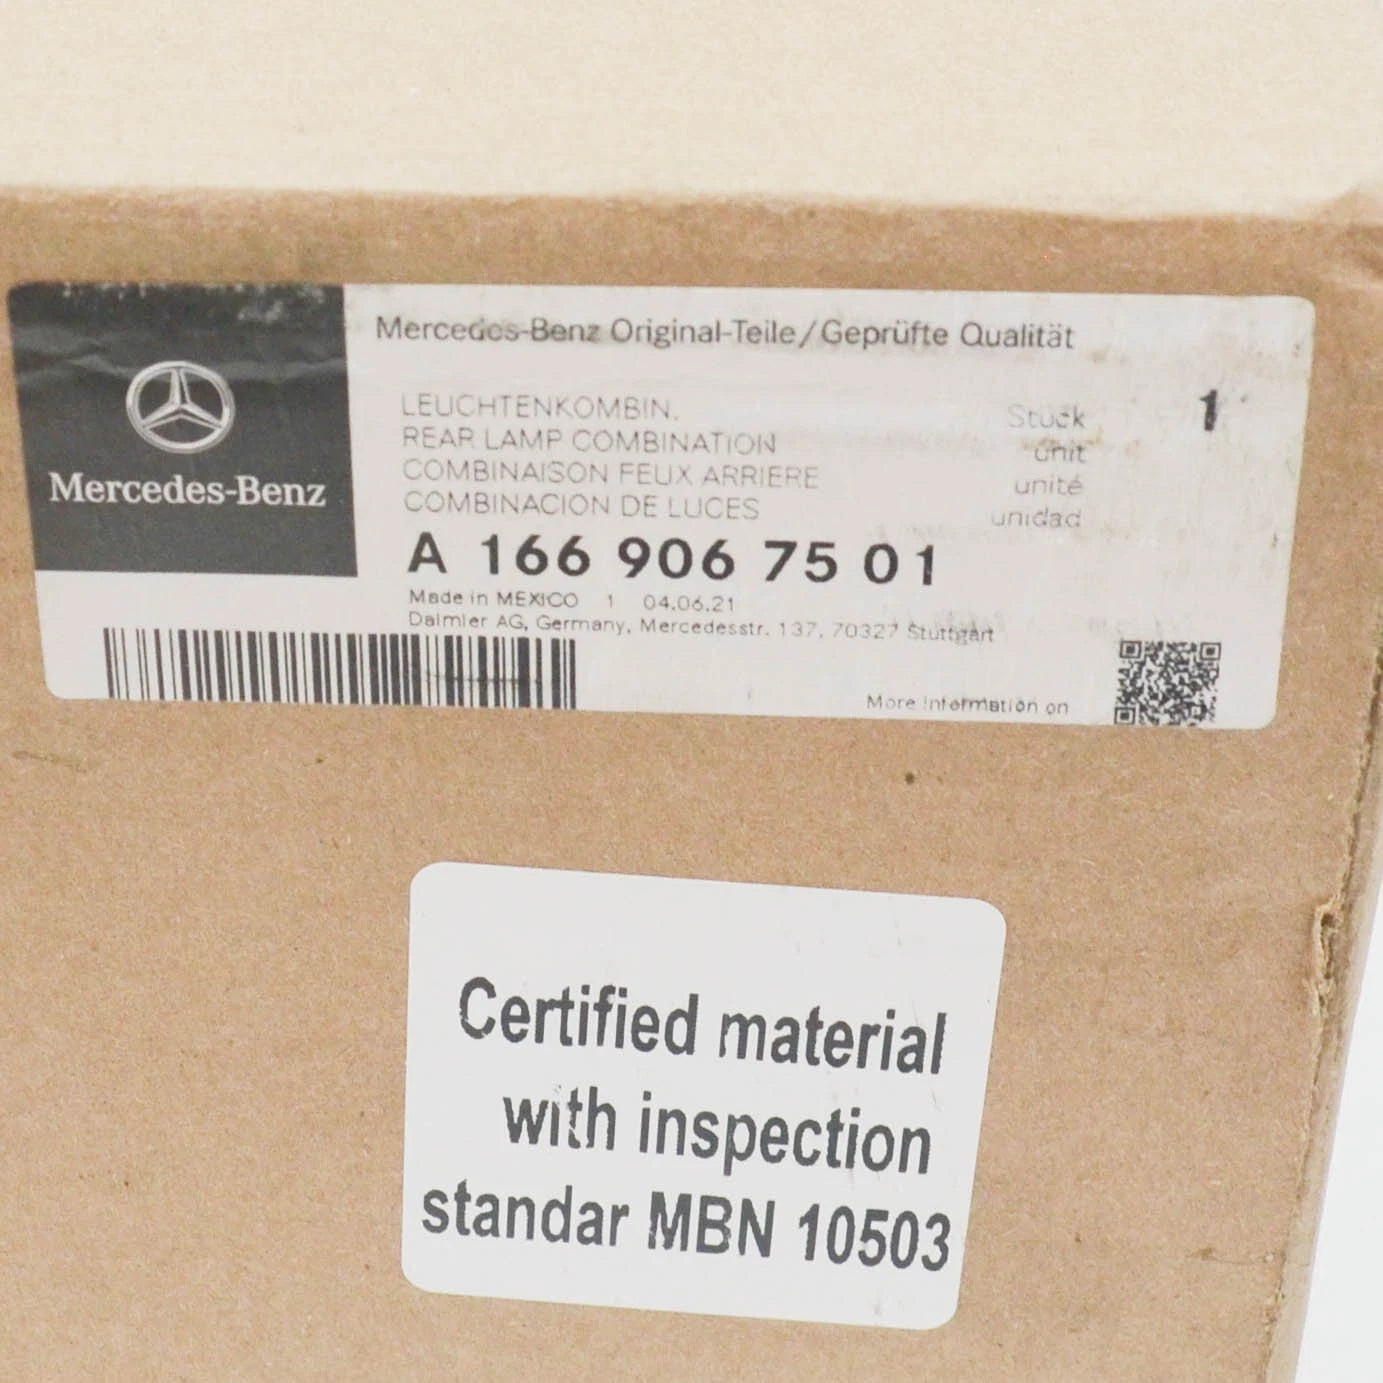 Mercedes-Benz
Mercedes-Benz Original-Teile/Geprüfte Qualität
LEUCHTENKOMBIN.
REAR LAMP COMBINATION
COMBINAISON FEUX ARRIERE
COMBINACION DE LUCES
Stück 1
unit
unité
unidad
A 166 906 75 01
Made in MEXICO 1 04.06.21
Daimler AG, Germany, Mercedesstr. 137, 70327 Stuttgart
More Information on
Certified material
with inspection
standar MBN 10503